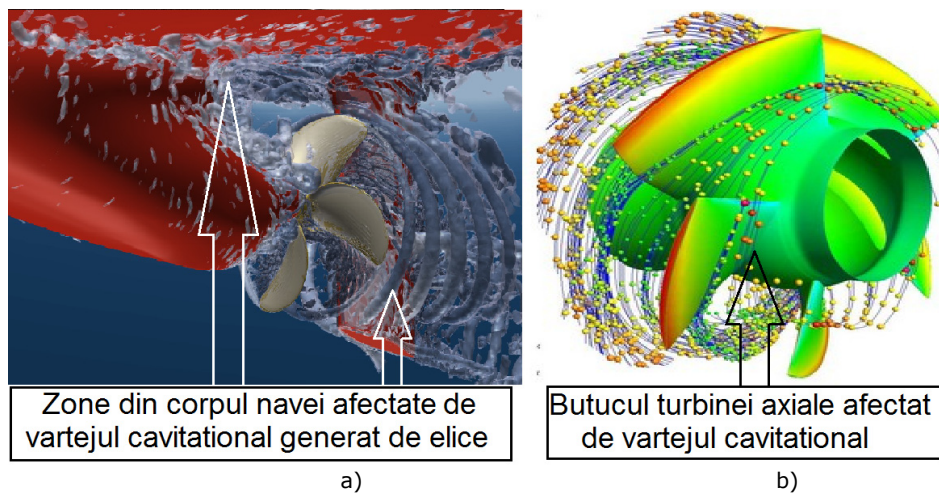 Zone din corpul navei afectate de
vartejul cavitational generat de elice
Butucul turbinei axiale afectat
de vartejul cavitational
a)
b)